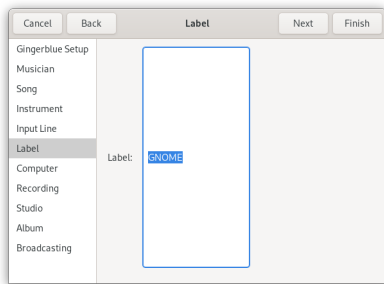 Cancel Back Label Next Finish
Gingerblue Setup
Musician
Song
Instrument
Input Line
Label
Computer
Recording
Studio
Album
Broadcasting
Label: GNOME